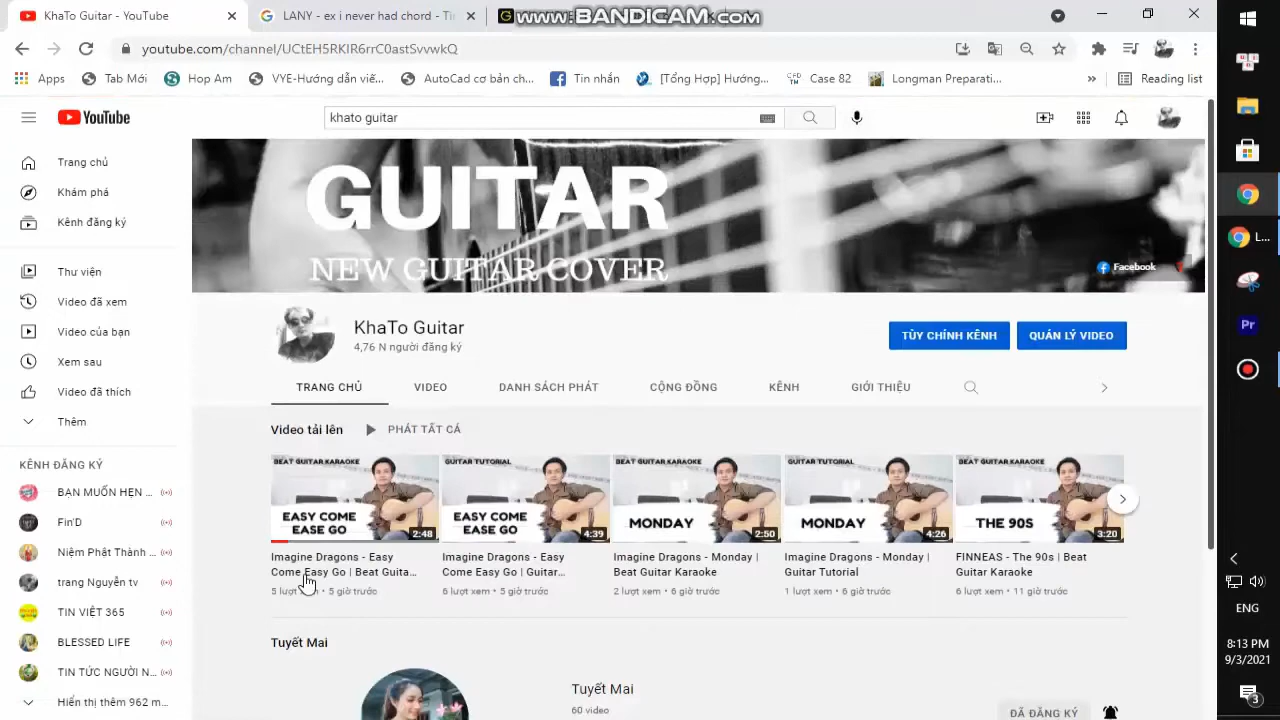 KhaTo Guitar - YouTube
LANY - ex i never had chord - Ti
www.BANDICAM.com
youtube.com/channel/UCtEH5RKIR6rrC0astSvvwkQ
Apps
Tab Mới
Hop Am
VYE-Hướng dẫn viế...
AutoCad cơ bản ch...
Tin nhắn
[Tổng Hợp] Hướng...
Case 82
Longman Preparati...
»
Reading list
YouTube
khato guitar
Trang chủ
Khám phá
Kênh đăng ký
Thư viện
Video đã xem
Video của bạn
Xem sau
Video đã thích
Thêm
KÊNH ĐĂNG KÝ
BẠN MUỐN HẸN ...
Fin'D
Niệm Phật Thành ...
trang Nguyễn tv
TIN VIỆT 365
BLESSED LIFE
TIN TỨC NGƯỜI N...
Hiển thị thêm 962 m...
GUITAR
NEW GUITAR COVER
Facebook
KhaTo Guitar
4,76 N người đăng ký
TÙY CHỈNH KÊNH
QUẢN LÝ VIDEO
TRANG CHỦ
VIDEO
DANH SÁCH PHÁT
CỘNG ĐỒNG
KÊNH
GIỚI THIỆU
Video tải lên
PHÁT TẤT CẢ
BEAT GUITAR KARAOKE
EASY COME
EASE GO
2:48
Imagine Dragons - Easy
Come Easy Go | Beat Guita...
5 lượt xem • 5 giờ trước
GUITAR TUTORIAL
EASY COME
EASE GO
4:39
Imagine Dragons - Easy
Come Easy Go | Guitar...
6 lượt xem • 5 giờ trước
BEAT GUITAR KARAOKE
MONDAY
2:50
Imagine Dragons - Monday |
Beat Guitar Karaoke
2 lượt xem • 6 giờ trước
GUITAR TUTORIAL
MONDAY
4:26
Imagine Dragons - Monday |
Guitar Tutorial
1 lượt xem • 6 giờ trước
BEAT GUITAR KARAOKE
THE 90S
3:20
FINNEAS - The 90s | Beat
Guitar Karaoke
6 lượt xem • 11 giờ trước
Tuyết Mai
Tuyết Mai
60 video
ĐÃ ĐĂNG KÝ
L...
Pr
ENG
8:13 PM
9/3/2021
3